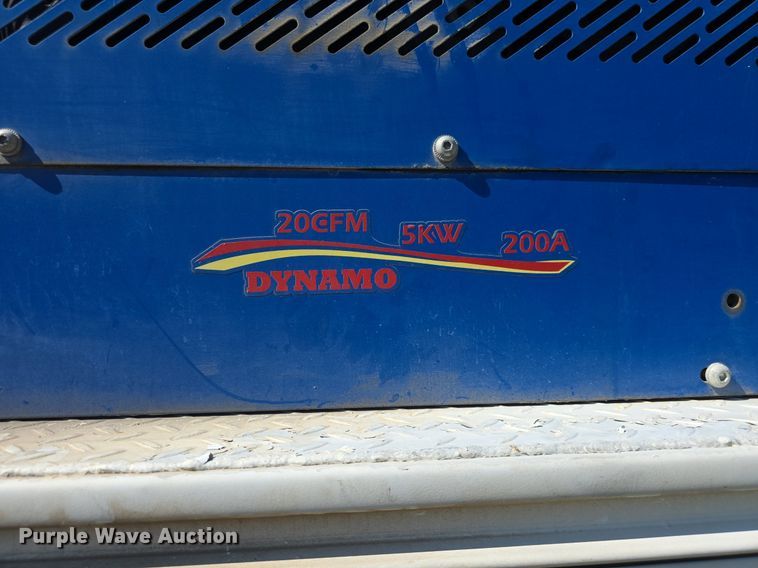 20CFM 5KW 200A
DYNAMO
Purple Wave Auction